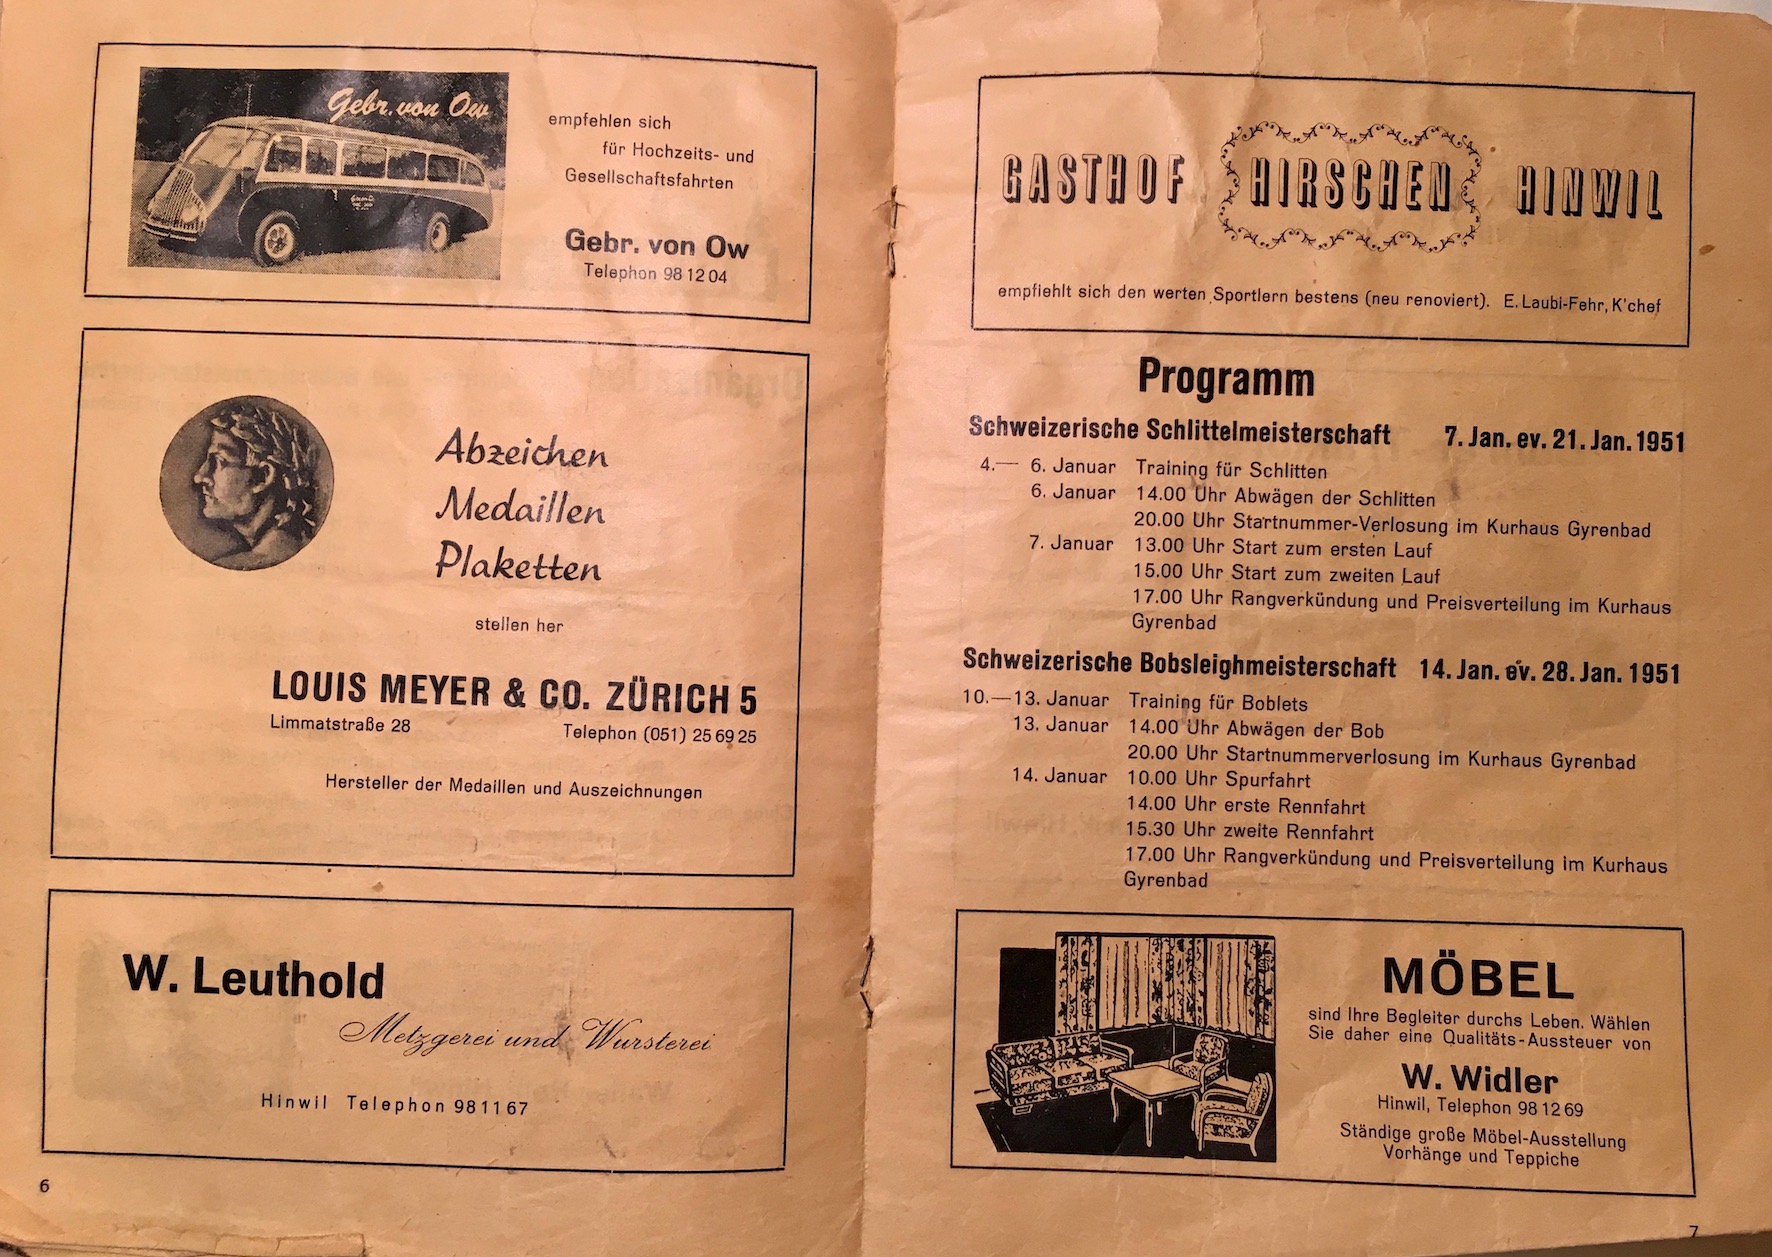 Gebr. von Ow
empfehlen sich
für Hochzeits- und
Gesellschaftsfahrten
Gebr. von Ow
Telephon 98 12 04
Abzeichen
Medaillen
Plaketten
stellen her
LOUIS MEYER & CO. ZÜRICH 5
Limmatstraße 28 Telephon (051) 25 69 25
Hersteller der Medaillen und Auszeichnungen
W. Leuthold
Metzgerei und Wursterei
Hinwil Telephon 98 11 67
6
GASTHOF HIRSCHEN HINWIL
empfiehlt sich den werten Sportlern bestens (neu renoviert). E. Laubi-Fehr, K'chef
Programm
Schweizerische Schlittelmeisterschaft 7. Jan. ev. 21. Jan. 1951
4.— 6. Januar Training für Schlitten
6. Januar 14.00 Uhr Abwägen der Schlitten
20.00 Uhr Startnummer-Verlosung im Kurhaus Gyrenbad
7. Januar 13.00 Uhr Start zum ersten Lauf
15.00 Uhr Start zum zweiten Lauf
17.00 Uhr Rangverkündung und Preisverteilung im Kurhaus
Gyrenbad
Schweizerische Bobsleighmeisterschaft 14. Jan. ev. 28. Jan. 1951
10.—13. Januar Training für Boblets
13. Januar 14.00 Uhr Abwägen der Bob
20.00 Uhr Startnummerverlosung im Kurhaus Gyrenbad
14. Januar 10.00 Uhr Spurfahrt
14.00 Uhr erste Rennfahrt
15.30 Uhr zweite Rennfahrt
17.00 Uhr Rangverkündung und Preisverteilung im Kurhaus
Gyrenbad
MÖBEL
sind Ihre Begleiter durchs Leben. Wählen
Sie daher eine Qualitäts-Aussteuer von
W. Widler
Hinwil, Telephon 98 12 69
Ständige große Möbel-Ausstellung
Vorhänge und Teppiche
7